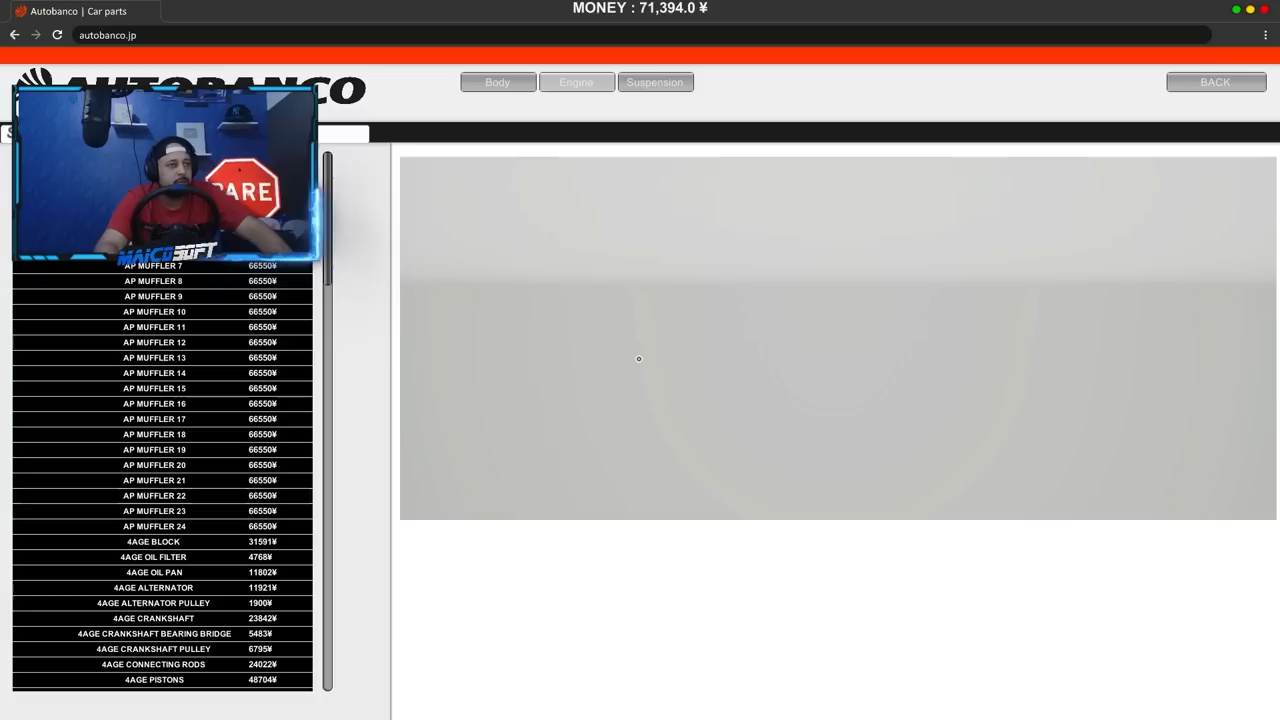 Autobanco | Car parts
MONEY : 71,394.0 ¥
autobanco.jp
AUTOBANCO
Body
Engine
Suspension
BACK
PARE
MAICOSOFT
AP MUFFLER 7 66550¥
AP MUFFLER 8 66550¥
AP MUFFLER 9 66550¥
AP MUFFLER 10 66550¥
AP MUFFLER 11 66550¥
AP MUFFLER 12 66550¥
AP MUFFLER 13 66550¥
AP MUFFLER 14 66550¥
AP MUFFLER 15 66550¥
AP MUFFLER 16 66550¥
AP MUFFLER 17 66550¥
AP MUFFLER 18 66550¥
AP MUFFLER 19 66550¥
AP MUFFLER 20 66550¥
AP MUFFLER 21 66550¥
AP MUFFLER 22 66550¥
AP MUFFLER 23 66550¥
AP MUFFLER 24 66550¥
4AGE BLOCK 31591¥
4AGE OIL FILTER 4768¥
4AGE OIL PAN 11802¥
4AGE ALTERNATOR 11921¥
4AGE ALTERNATOR PULLEY 1900¥
4AGE CRANKSHAFT 23842¥
4AGE CRANKSHAFT BEARING BRIDGE 5483¥
4AGE CRANKSHAFT PULLEY 6795¥
4AGE CONNECTING RODS 24022¥
4AGE PISTONS 48704¥